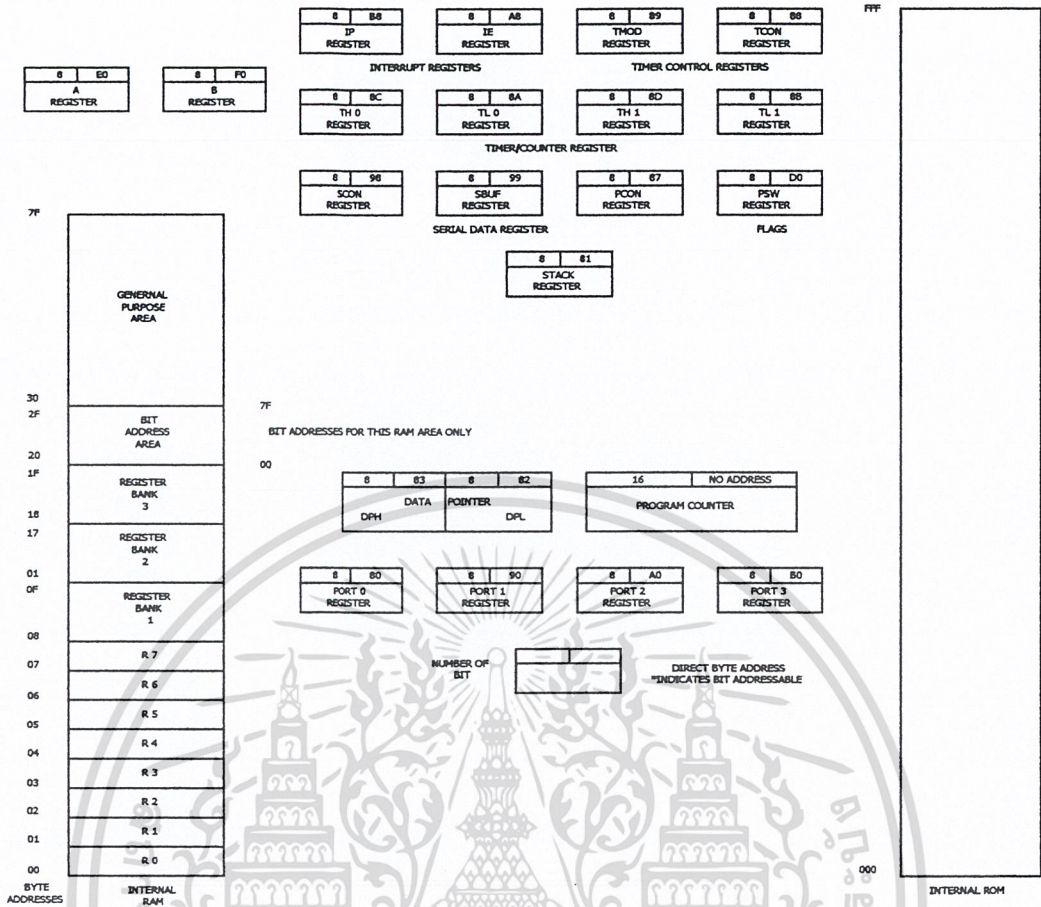 8 B8
IP
REGISTER
8 A8
IE
REGISTER
8 89
TMOD
REGISTER
8 88
TCON
REGISTER
INTERRUPT REGISTERS
TIMER CONTROL REGISTERS
8 E0
A
REGISTER
8 F0
B
REGISTER
8 8C
TH 0
REGISTER
8 8A
TL 0
REGISTER
8 8D
TH 1
REGISTER
8 8B
TL 1
REGISTER
TIMER/COUNTER REGISTER
8 98
SCON
REGISTER
8 99
SBUF
REGISTER
8 87
PCON
REGISTER
8 D0
PSW
REGISTER
SERIAL DATA REGISTER
FLAGS
8 81
STACK
REGISTER
7F
GENERNAL
PURPOSE
AREA
30
2F
BIT
ADDRESS
AREA
20
7F
BIT ADDRESSES FOR THIS RAM AREA ONLY
00
1F
REGISTER
BANK
3
18
17
REGISTER
BANK
2
01
0F
REGISTER
BANK
1
08
R 7
07
R 6
06
R 5
05
R 4
04
R 3
03
R 2
02
R 1
01
R 0
00
BYTE
ADDRESSES
INTERNAL
RAM
8 83 8 82
DATA POINTER
DPH DPL
16 NO ADDRESS
PROGRAM COUNTER
8 80
PORT 0
REGISTER
8 90
PORT 1
REGISTER
8 A0
PORT 2
REGISTER
8 B0
PORT 3
REGISTER
NUMBER OF
BIT
DIRECT BYTE ADDRESS
*INDICATES BIT ADDRESSABLE
FFF
000
INTERNAL ROM